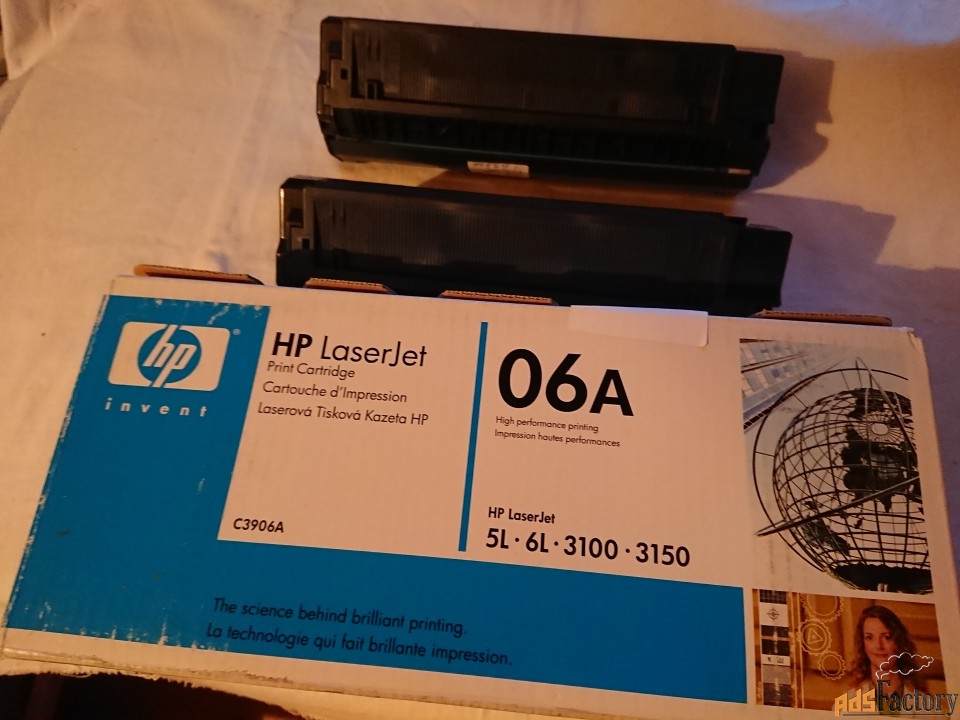 hp
invent
HP LaserJet
Print Cartridge
Cartouche d'Impression
Laserová Tisková Kazeta HP
C3906A
06A
High performance printing
Impression hautes performances
HP LaserJet
5L · 6L · 3100 · 3150
The science behind brilliant printing.
La technologie qui fait brillante impression.
AdsFactory